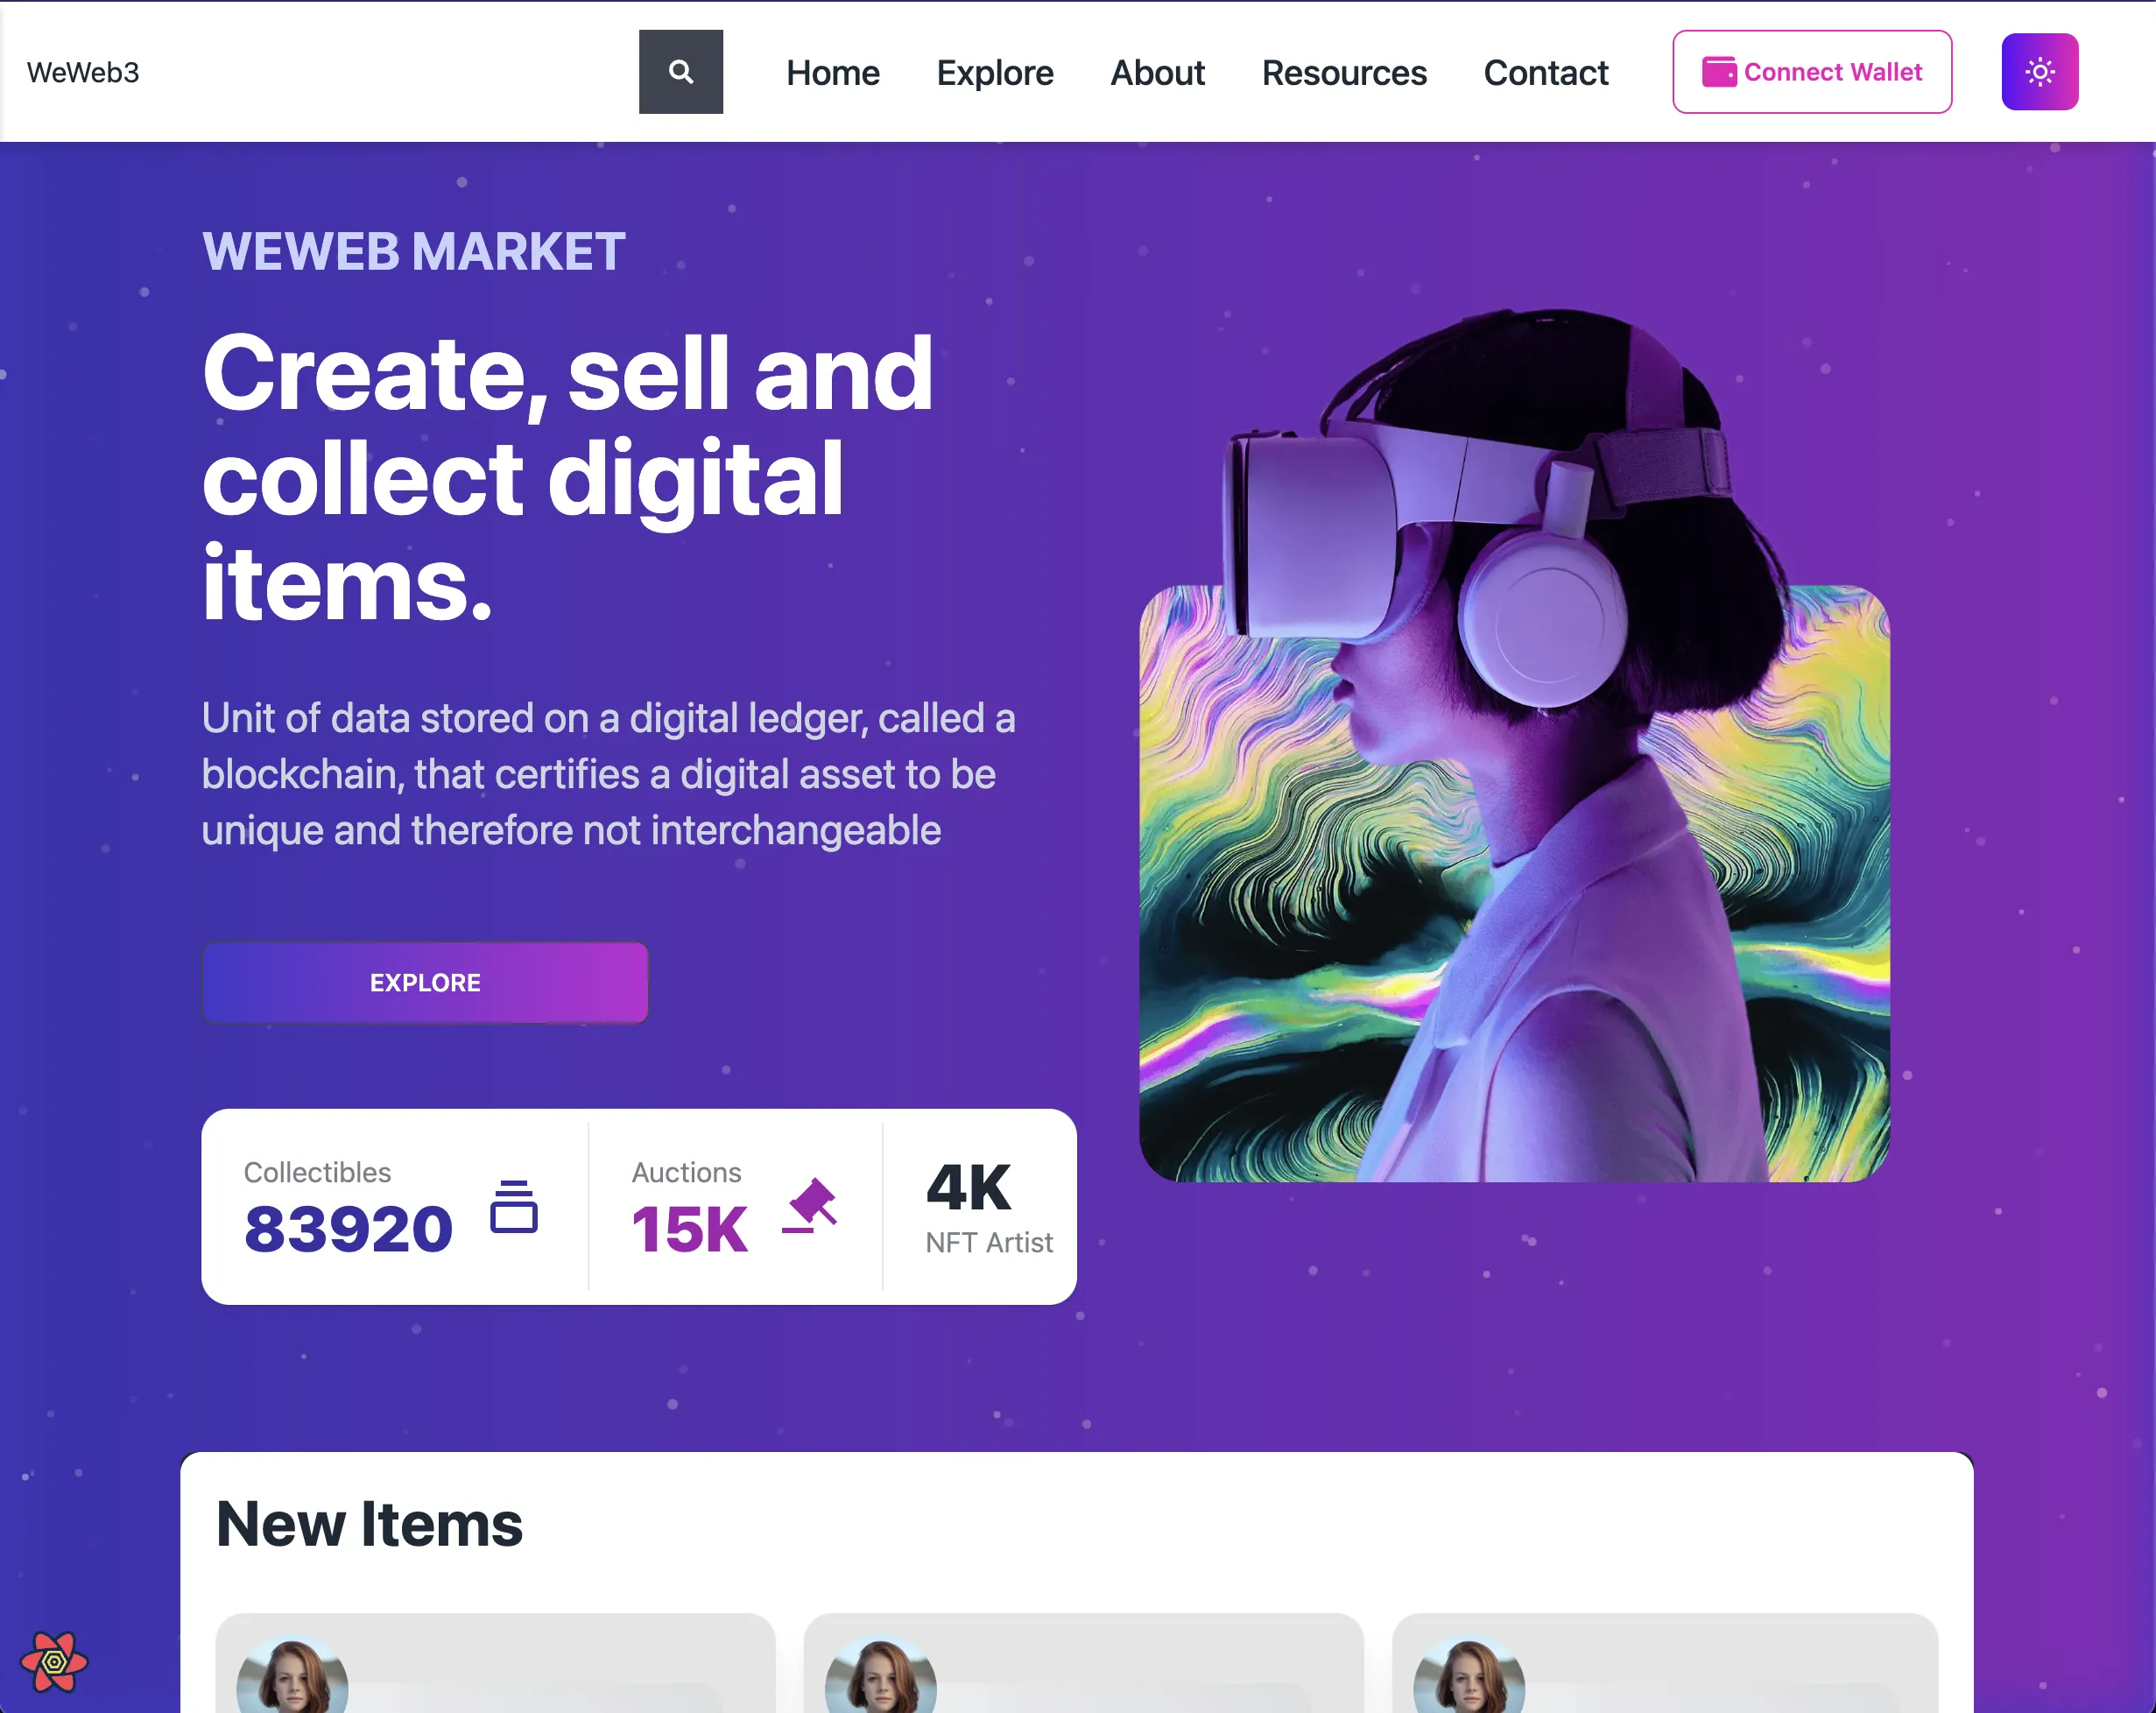 WeWeb3
Home
Explore
About
Resources
Contact
Connect Wallet
WEWEB MARKET
Create, sell and
collect digital
items.
Unit of data stored on a digital ledger, called a
blockchain, that certifies a digital asset to be
unique and therefore not interchangeable
EXPLORE
Collectibles
83920
Auctions
15K
4K
NFT Artist
New Items